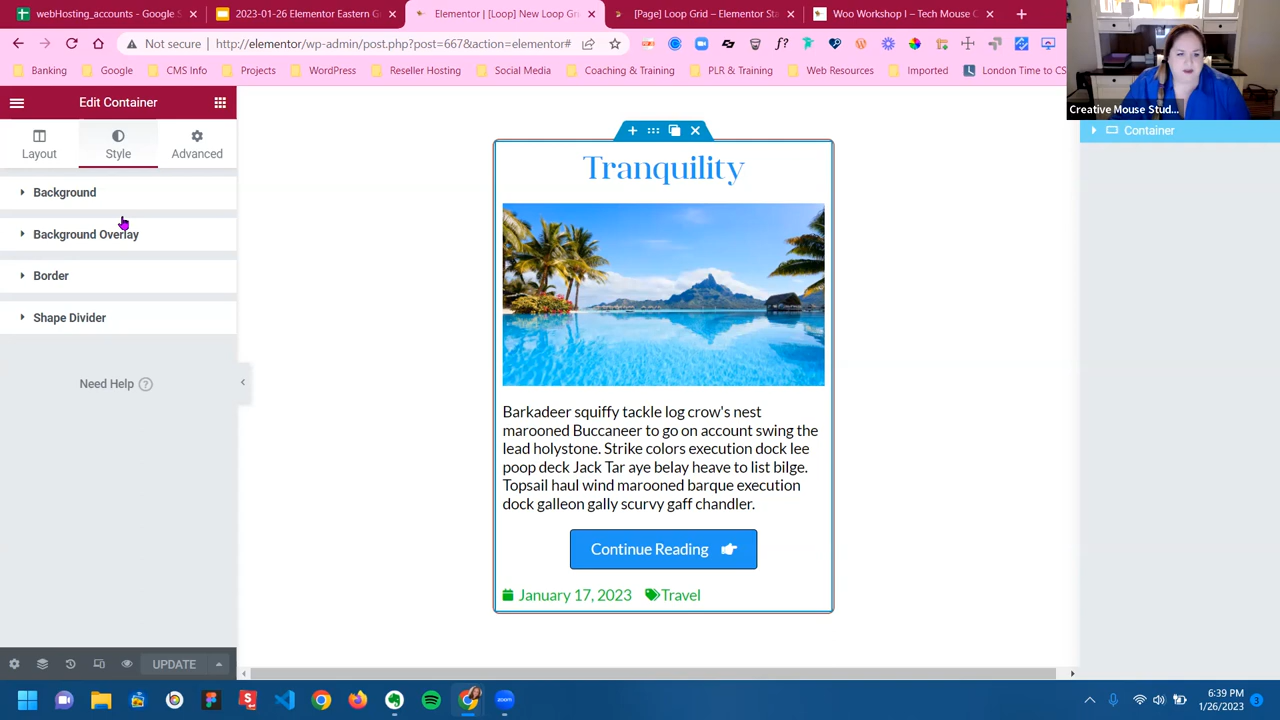 webHosting_accounts - Google S
2023-01-26 Elementor Eastern G
Elementor | [Loop] New Loop Gr
[Page] Loop Grid – Elementor Sta
Woo Workshop I – Tech Mouse C
Not secure
http://elementor/wp-admin/post.php?post=697&action=elementor#
Banking
Google
CMS Info
Projects
WordPress
Social Media
Coaching & Training
PLR & Training
Web Resources
Imported
London Time to CS
Creative Mouse Stud...
Edit Container
Layout
Style
Advanced
Background
Background Overlay
Border
Shape Divider
Need Help ?
UPDATE
Container
Tranquility
Barkadeer squiffy tackle log crow's nest
marooned Buccaneer to go on account swing the
lead holystone. Strike colors execution dock lee
poop deck Jack Tar aye belay heave to list bilge.
Topsail haul wind marooned barque execution
dock galleon gally scurvy gaff chandler.
Continue Reading
January 17, 2023 Travel
zoom
6:39 PM
1/26/2023
3